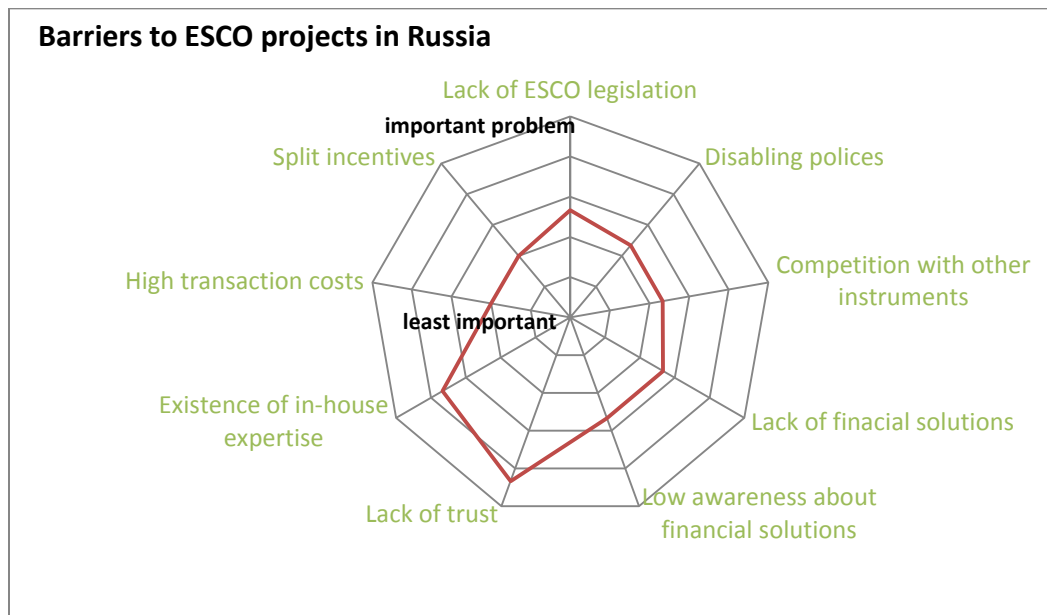 Barriers to ESCO projects in Russia
Lack of ESCO legislation
important problem
Split incentives
Disabling polices
High transaction costs
Competition with other
instruments
least important
Existence of in-house
expertise
Lack of finacial solutions
Lack of trust
Low awareness about
financial solutions